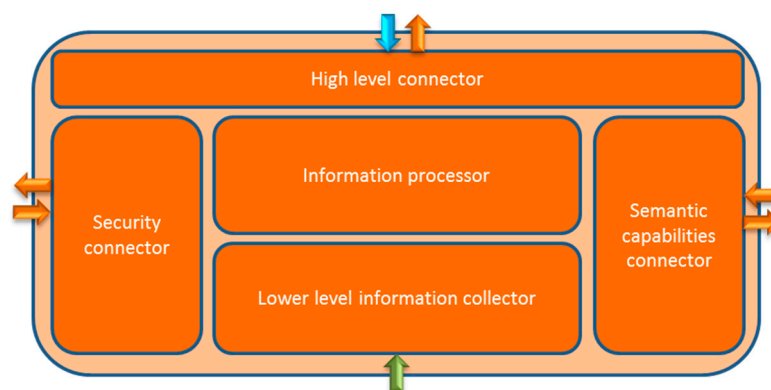 High level connector
Information processor
Security
connector
Semantic
capabilities
connector
Lower level information collector